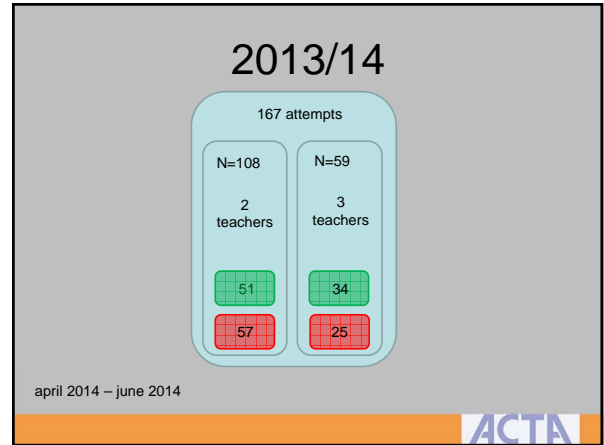 2013/14
167 attempts
N=108
2
teachers
51
57
N=59
3
teachers
34
25
april 2014 – june 2014
ACTA